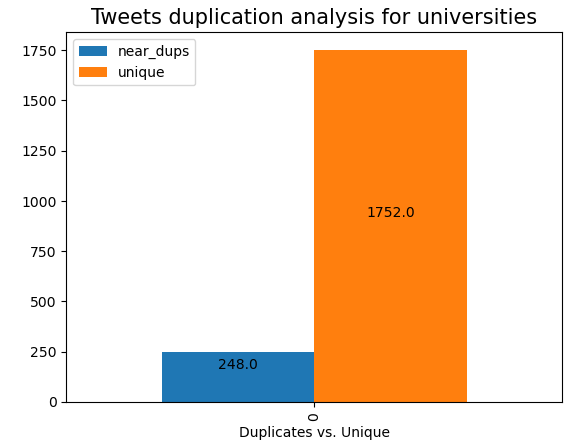 Tweets duplication analysis for universities
near_dups
unique
1750
1500
1250
1000
750
500
250
0
1752.0
248.0
0
Duplicates vs. Unique